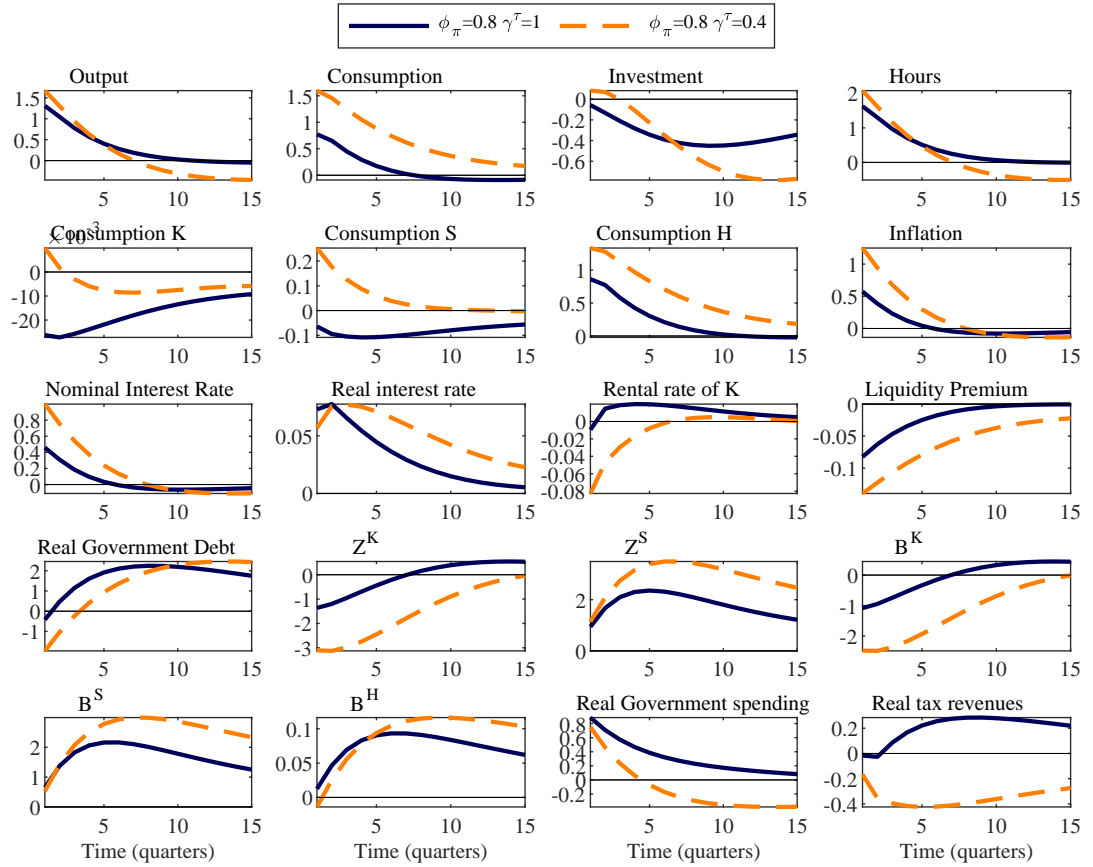 ϕ_π=0.8 γ^τ=1 ϕ_π=0.8 γ^τ=0.4
Output Consumption Investment Hours
1.5 1 0.5 0 5 10 15
1.5 1 0.5 0 5 10 15
0 -0.2 -0.4 -0.6 5 10 15
2 1 0 5 10 15
Consumption K × 10^-3 Consumption S Consumption H Inflation
0 -10 -20 5 10 15
0.2 0.1 0 -0.1 5 10 15
1 0.5 0 5 10 15
1 0.5 0 5 10 15
Nominal Interest Rate Real interest rate Rental rate of K Liquidity Premium
0.8 0.6 0.4 0.2 0 5 10 15
0.05 0 5 10 15
0 -0.02 -0.04 -0.06 -0.08 5 10 15
0 -0.05 -0.1 5 10 15
Real Government Debt Z^K Z^S B^K
2 1 0 -1 5 10 15
0 -1 -2 -3 5 10 15
2 0 5 10 15
0 -1 -2 5 10 15
B^S B^H Real Government spending Real tax revenues
2 1 0 5 10 15
0.1 0.05 0 5 10 15
0.8 0.6 0.4 0.2 0 -0.2 5 10 15
0.2 0 -0.2 -0.4 5 10 15
Time (quarters) Time (quarters) Time (quarters) Time (quarters)